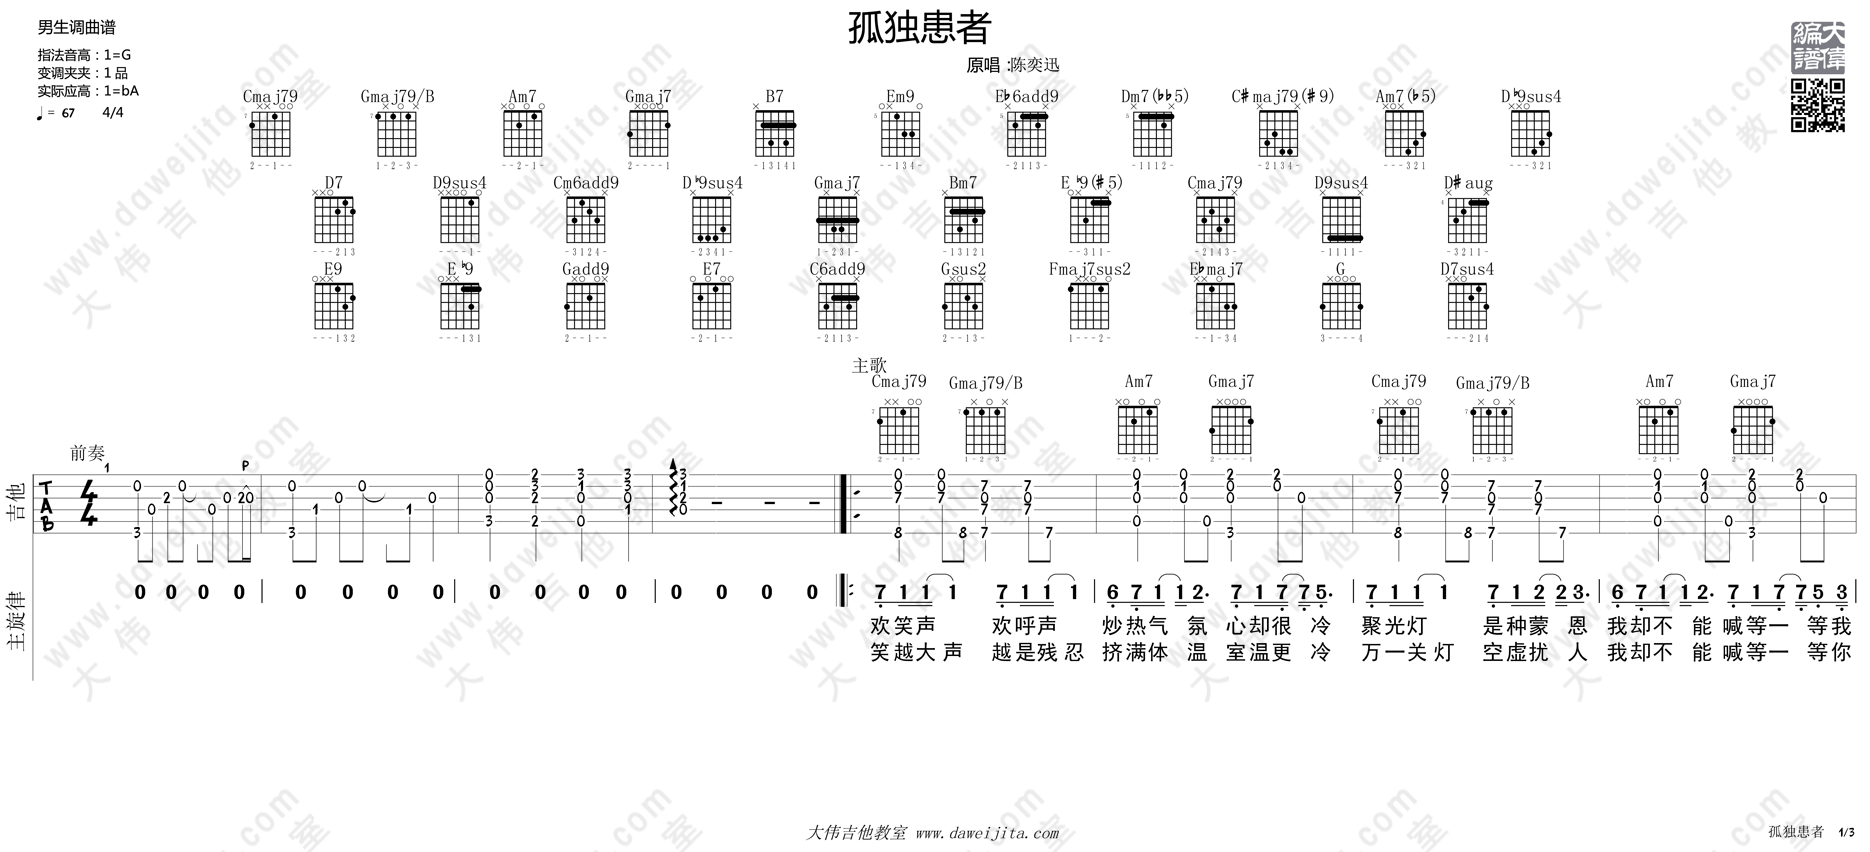 孤独患者
男生调曲谱
原唱:陈奕迅
指法音高：1=G
变调夹夹：1品
实际应高：1=bA
♩= 67 4/4
大伟
編譜
Cmaj79 Gmaj79/B Am7 Gmaj7 B7 Em9 E♭6add9 Dm7(♭♭5) C#maj79(#9) Am7(♭5) D♭9sus4
D7 D9sus4 Cm6add9 D♭9sus4 Gmaj7 Bm7 E♭9(#5) Cmaj79 D9sus4 D#aug
E9 E♭9 Gadd9 E7 C6add9 Gsus2 Fmaj7sus2 E♭maj7 G D7sus4
主歌
Cmaj79 Gmaj79/B Am7 Gmaj7 Cmaj79 Gmaj79/B Am7 Gmaj7
前奏
1 P
吉他
TAB 4/4
主旋律
0 0 0 0 | 0 0 0 0 | 0 0 0 0 | 0 0 0 0 |: 7 1 1 1 7 1 1 1 | 6 7 1 1 2. 7 1 7 7 5. | 7 1 1 1 7 1 2 2 3. | 6 7 1 1 2. 7 1 7 7 5 3 |
欢笑声 欢呼声 炒热气 氛 心却很 冷 聚光灯 是种蒙 恩 我却不 能 喊等一 等我
笑越大 声 越是残 忍 挤满体 温 室温更 冷 万一关 灯 空虚扰 人 我却不 能 喊等一 等你
大伟吉他教室 www.daweijita.com
孤独患者 1/3